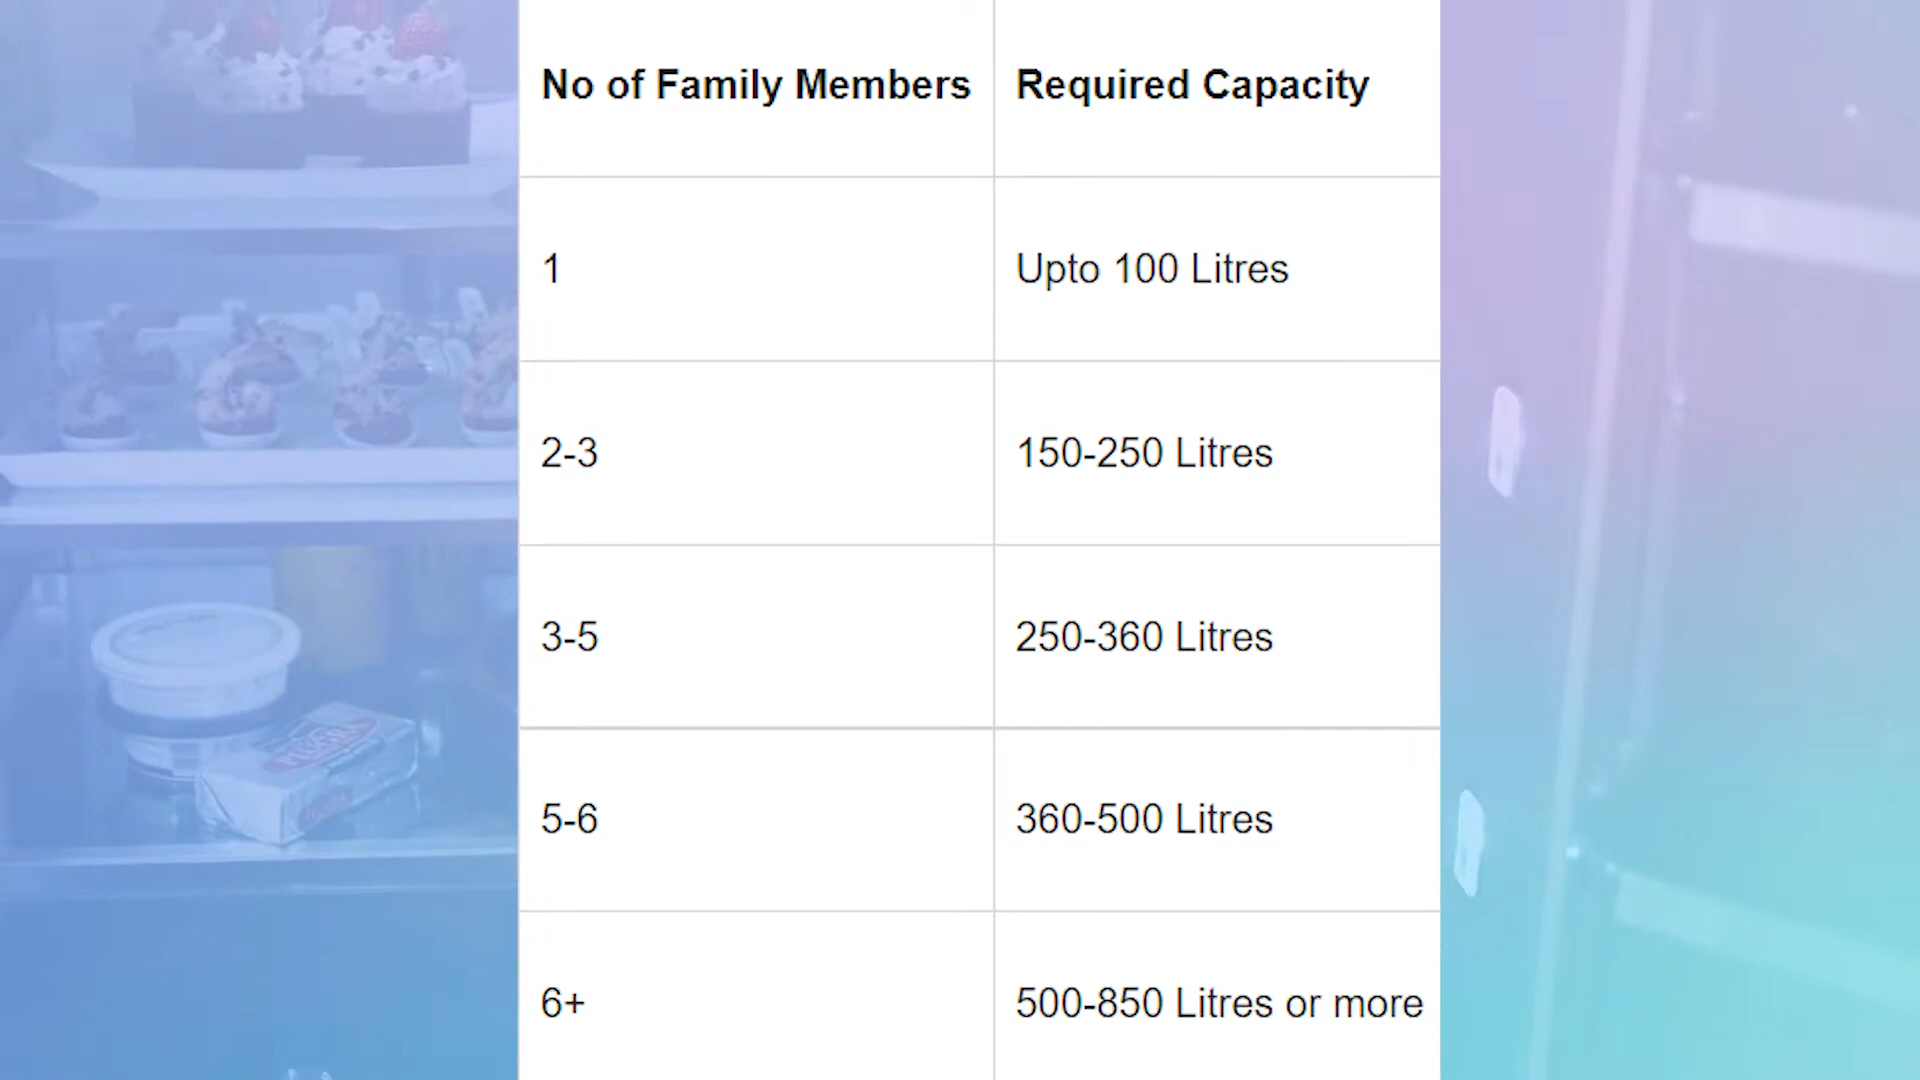 No of Family Members Required Capacity
1 Upto 100 Litres
2-3 150-250 Litres
3-5 250-360 Litres
5-6 360-500 Litres
6+ 500-850 Litres or more